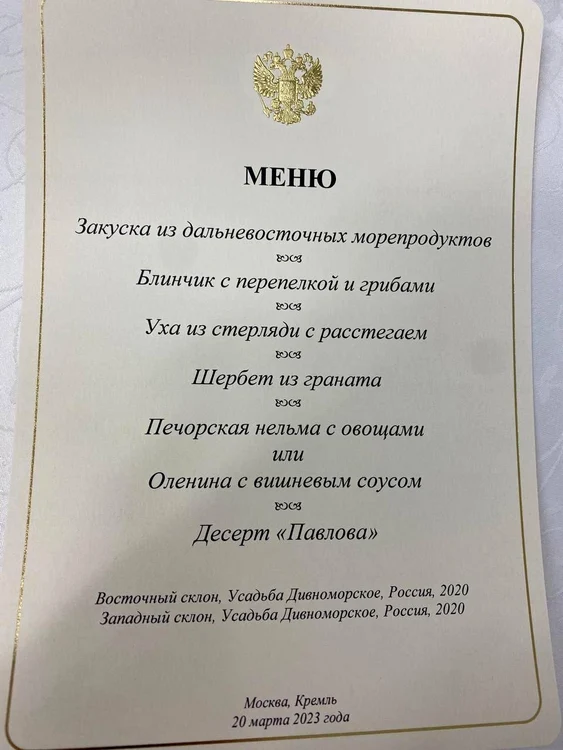 МЕНЮ
Закуска из дальневосточных морепродуктов
Блинчик с перепелкой и грибами
Уха из стерляди с расстегаем
Шербет из граната
Печорская нельма с овощами
или
Оленина с вишневым соусом
Десерт «Павлова»
Восточный склон, Усадьба Дивноморское, Россия, 2020
Западный склон, Усадьба Дивноморское, Россия, 2020
Москва, Кремль
20 марта 2023 года